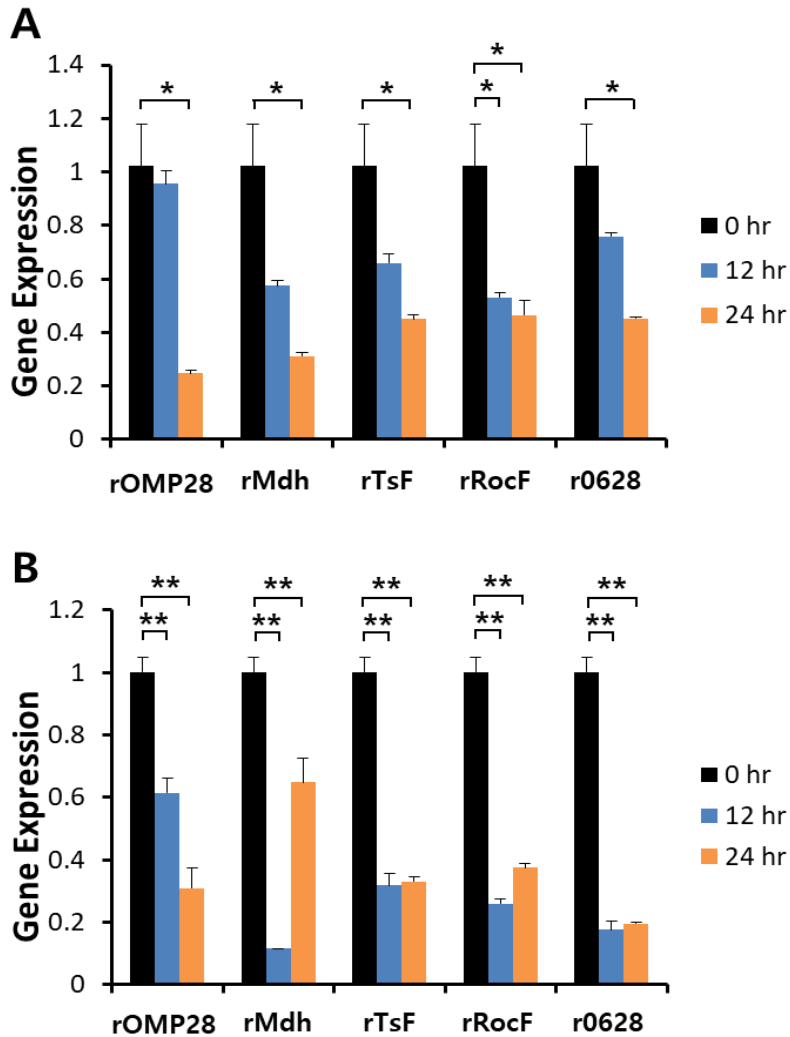 A
*
* * * * *
1.4
1.2
1
0.8
0.6
0.4
0.2
0
Gene Expression
0 hr
12 hr
24 hr
rOMP28 rMdh rTsF rRocF r0628
B
** ** ** ** **
** ** ** ** **
1.2
1
0.8
0.6
0.4
0.2
0
Gene Expression
0 hr
12 hr
24 hr
rOMP28 rMdh rTsF rRocF r0628